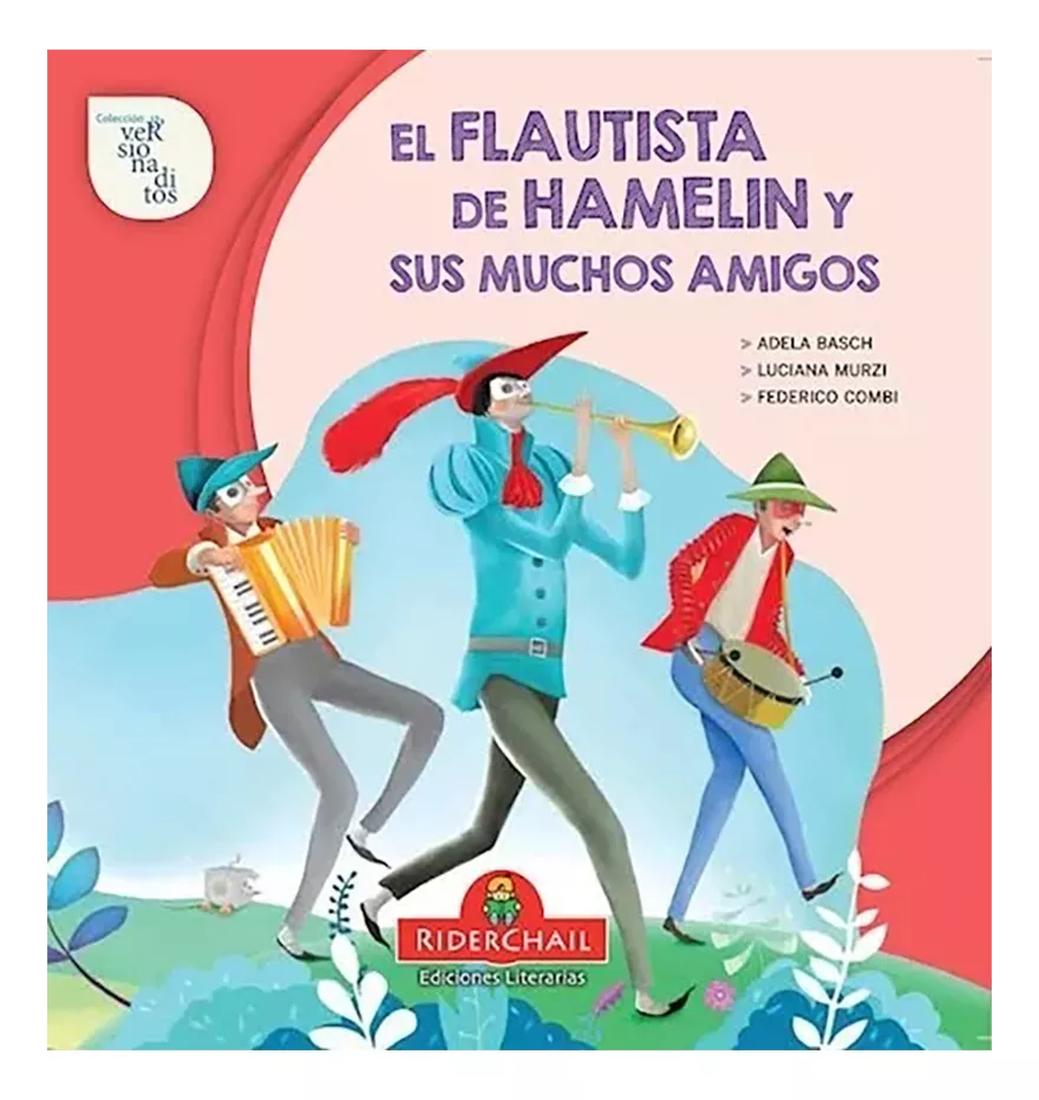 Colección
veR
sio
na
di
tos
EL FLAUTISTA
DE HAMELIN Y
SUS MUCHOS AMIGOS
> ADELA BASCH
> LUCIANA MURZI
> FEDERICO COMBI
RIDERCHAIL
Ediciones Literarias